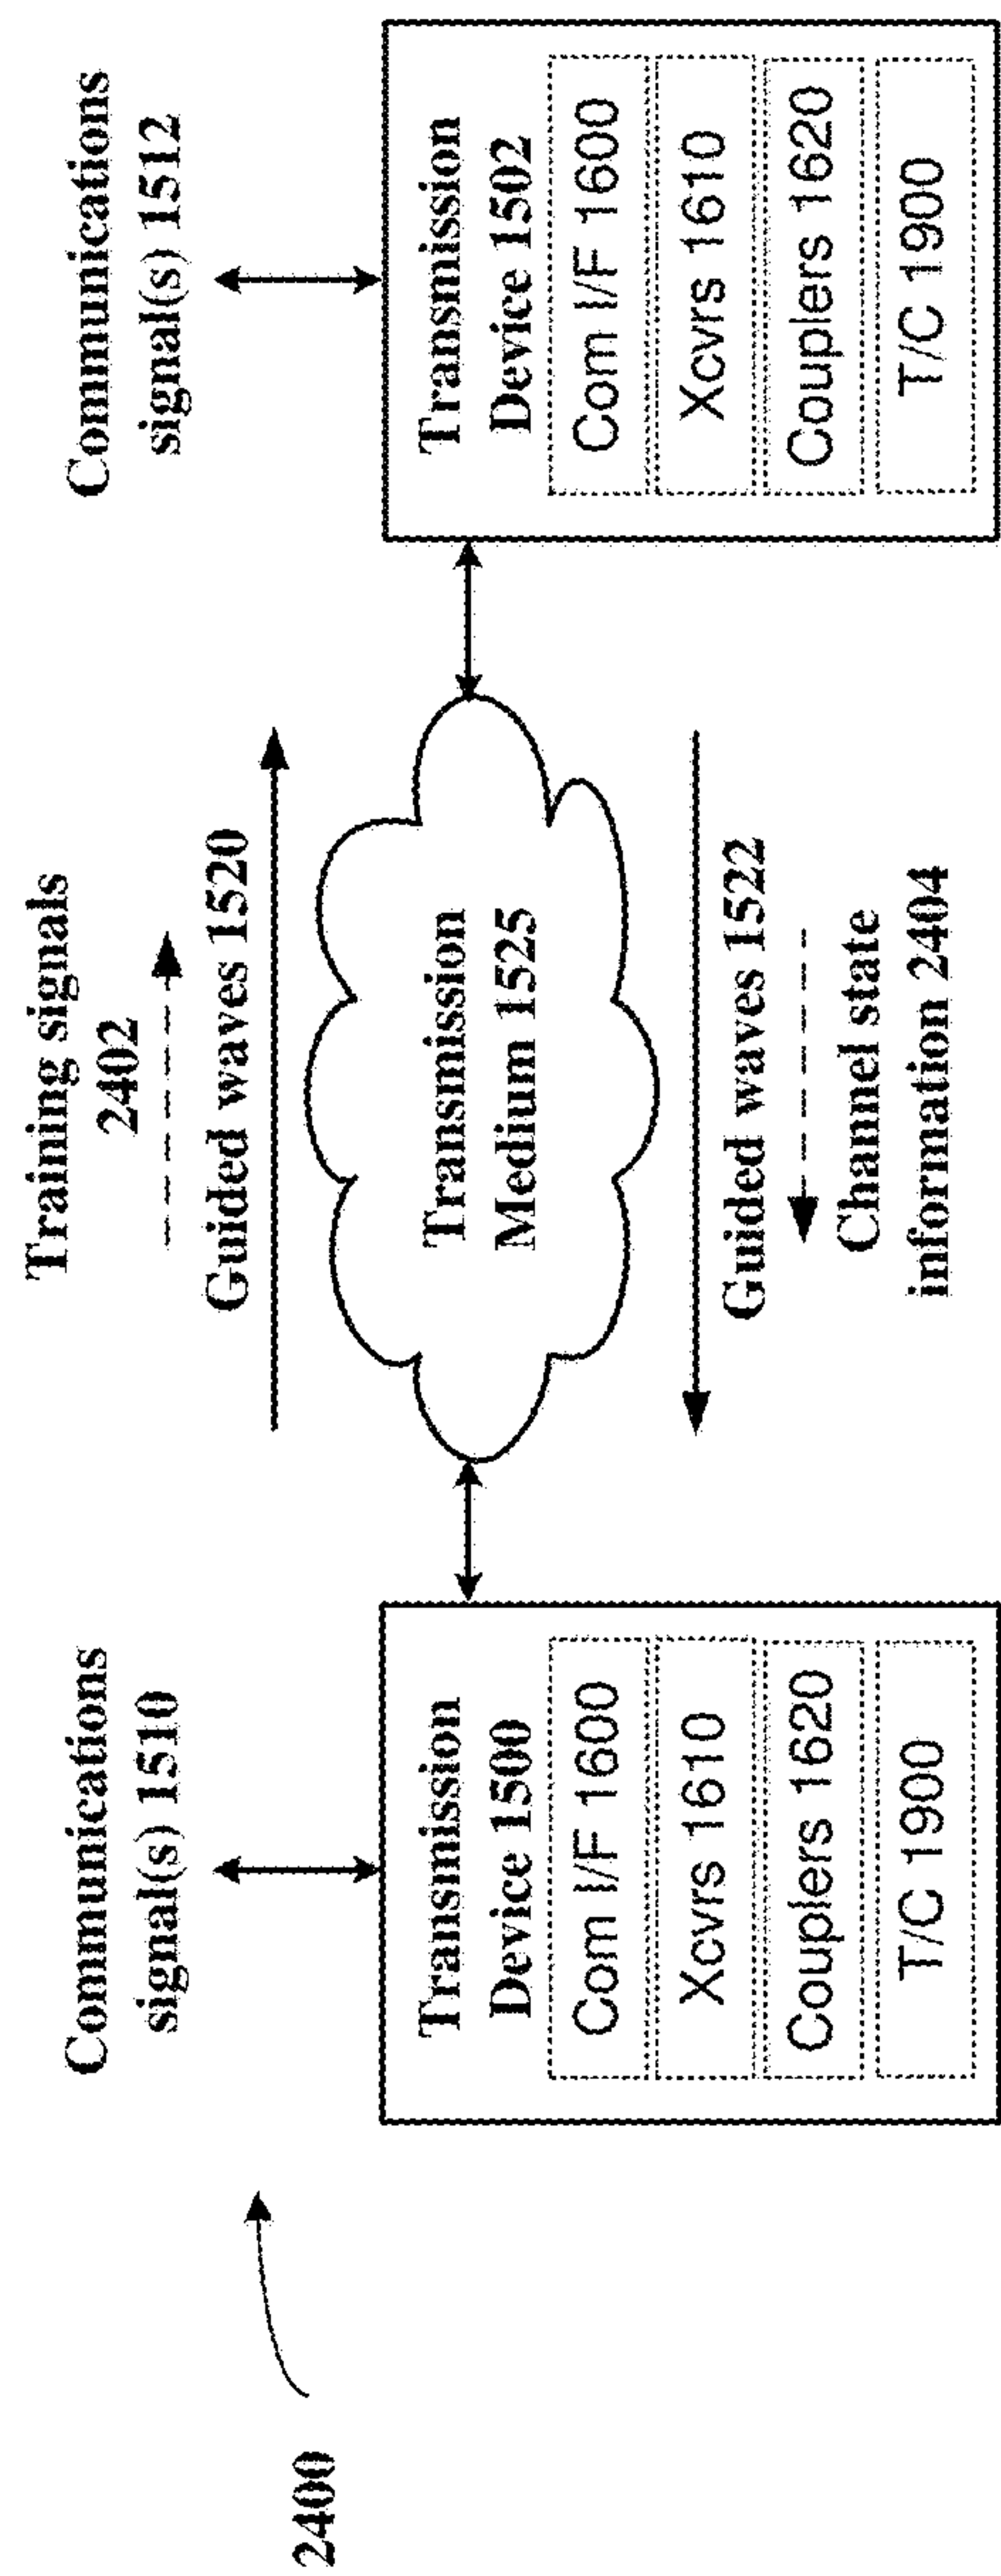 2400
Communications
signal(s) 1510
Transmission
Device 1500
Com I/F 1600
Xcvrs 1610
Couplers 1620
T/C 1900
Training signals
2402
Guided waves 1520
Transmission
Medium 1525
Guided waves 1522
Channel state
information 2404
Communications
signal(s) 1512
Transmission
Device 1502
Com I/F 1600
Xcvrs 1610
Couplers 1620
T/C 1900